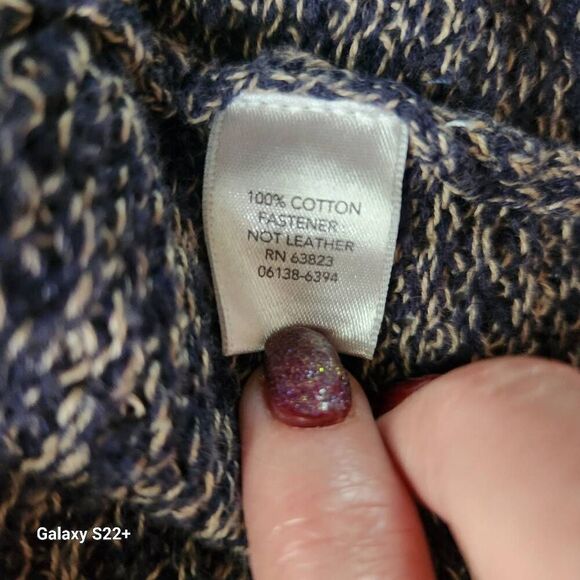 100% COTTON
FASTENER
NOT LEATHER
RN 63823
06138-6394
Galaxy S22+